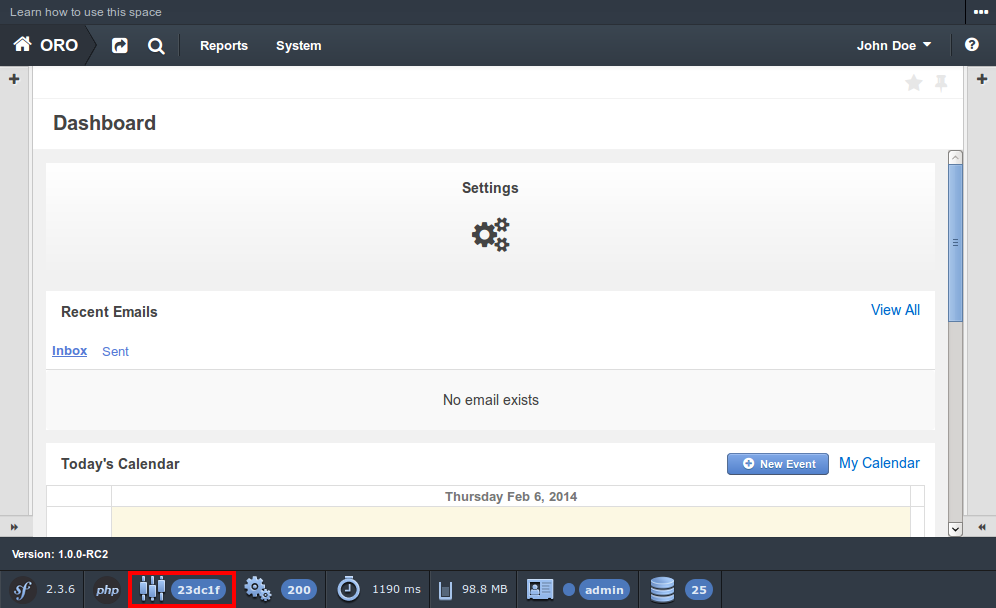 Learn how to use this space
ORO
Reports
System
John Doe
Dashboard
Settings
Recent Emails
View All
Inbox
Sent
No email exists
Today's Calendar
New Event
My Calendar
Thursday Feb 6, 2014
Version: 1.0.0-RC2
sf 2.3.6
php
23dc1f
200
1190 ms
98.8 MB
admin
25